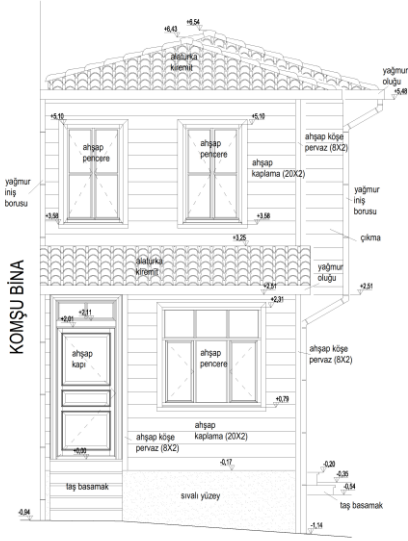 +6,54
+6,43
alaturka
kiremit
yağmur
oluğu
+5,48
+5,10
+5,10
ahşap
pencere
ahşap
pencere
ahşap köşe
pervaz (8X2)
ahşap
kaplama (20X2)
yağmur
iniş
borusu
yağmur
iniş
borusu
+3,58
+3,58
çıkma
+3,25
alaturka
kiremit
yağmur
oluğu
+2,51
+2,51
+2,31
KOMŞU BİNA
+2,11
+2,01
ahşap
kapı
ahşap
pencere
ahşap köşe
pervaz (8X2)
+0,79
ahşap
kaplama (20X2)
ahşap köşe
pervaz (8X2)
+0,00
-0,17
-0,20
-0,35
-0,54
taş basamak
sıvalı yüzey
taş basamak
-0,94
-1,14